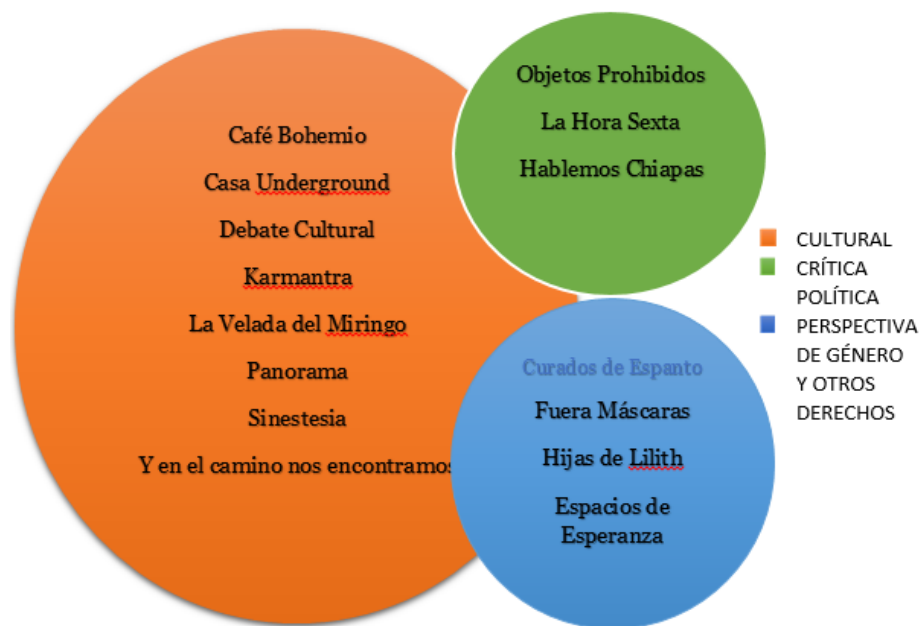 Café Bohemio
Casa Underground
Debate Cultural
Karmantra
La Velada del Miringo
Panorama
Sinestesia
Y en el camino nos encontramos
Objetos Prohibidos
La Hora Sexta
Hablemos Chiapas
Curados de Espanto
Fuera Máscaras
Hijas de Lilith
Espacios de
Esperanza
CULTURAL
CRÍTICA
POLÍTICA
PERSPECTIVA
DE GÉNERO
Y OTROS
DERECHOS